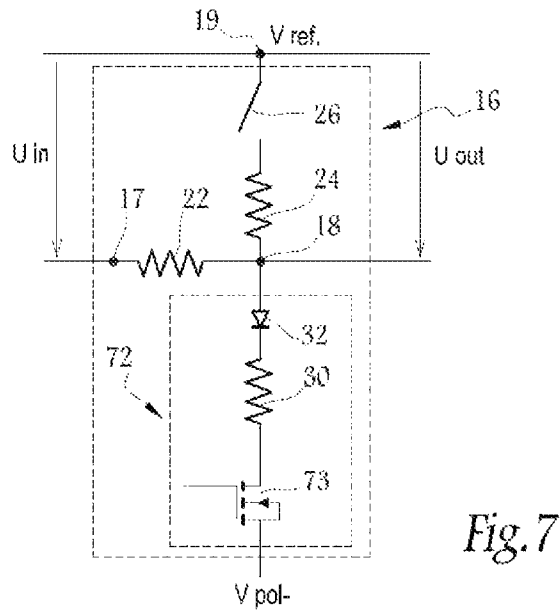 19 V ref.
26
16
U in
U out
24
17 22
18
32
72
30
73
Fig. 7
V pol-